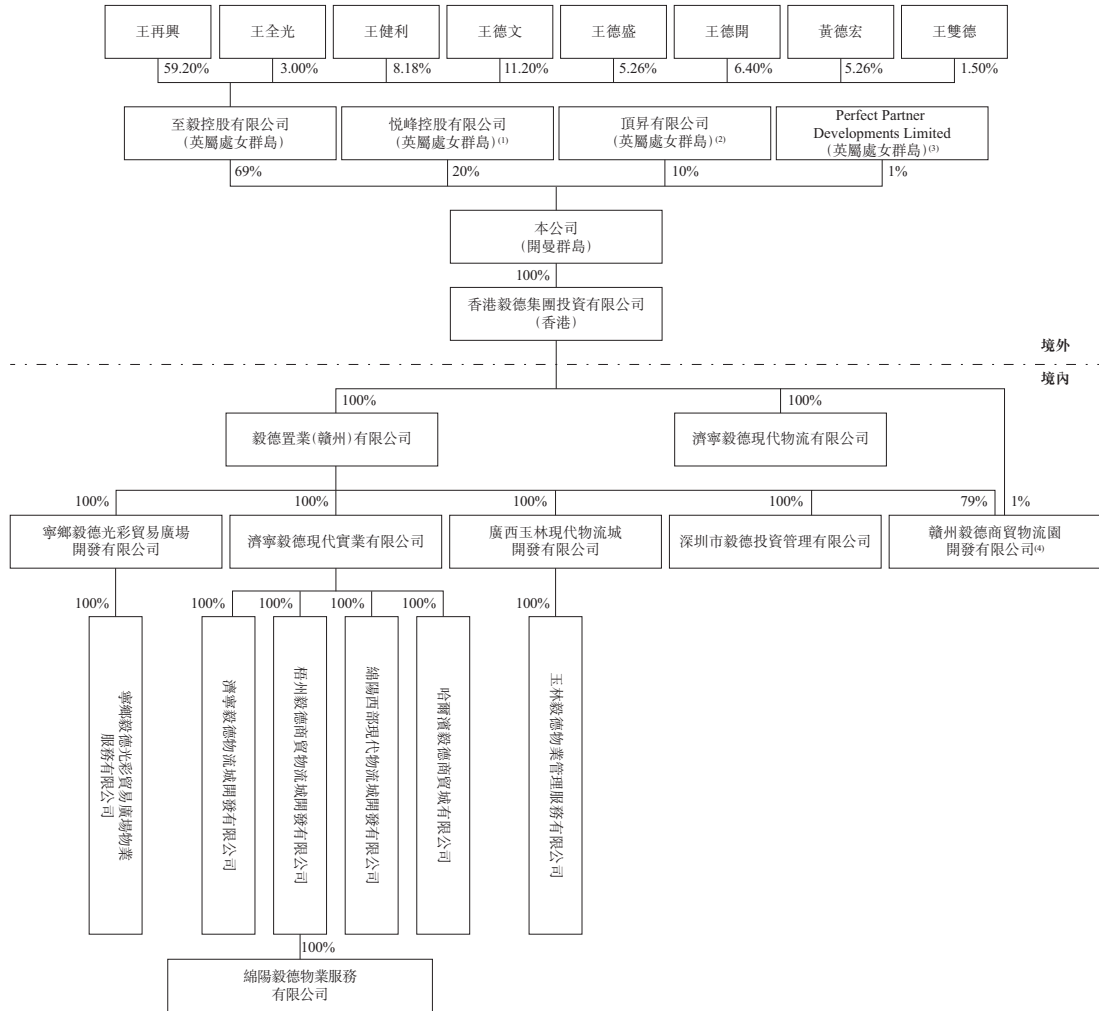 王再興
王全光
王健利
王德文
王德盛
王德開
黃德宏
王雙德
59.20%
3.00%
8.18%
11.20%
5.26%
6.40%
5.26%
1.50%
至毅控股有限公司
(英屬處女群島)
悅峰控股有限公司
(英屬處女群島)(1)
頂昇有限公司
(英屬處女群島)(2)
Perfect Partner
Developments Limited
(英屬處女群島)(3)
69%
20%
10%
1%
本公司
(開曼群島)
100%
香港毅德集團投資有限公司
(香港)
境外
境內
100%
100%
毅德置業(贛州)有限公司
濟寧毅德現代物流有限公司
100%
100%
100%
100%
79%
1%
寧鄉毅德光彩貿易廣場
開發有限公司
濟寧毅德現代實業有限公司
廣西玉林現代物流城
開發有限公司
深圳市毅德投資管理有限公司
贛州毅德商貿物流園
開發有限公司(4)
100%
100%
100%
100%
100%
100%
寧鄉毅德光彩貿易廣場物業
服務有限公司
濟寧毅德物流城開發有限公司
梧州毅德商貿物流城開發有限公司
綿陽西部現代物流城開發有限公司
哈爾濱毅德商貿城有限公司
玉林毅德物業管理服務有限公司
100%
綿陽毅德物業服務
有限公司